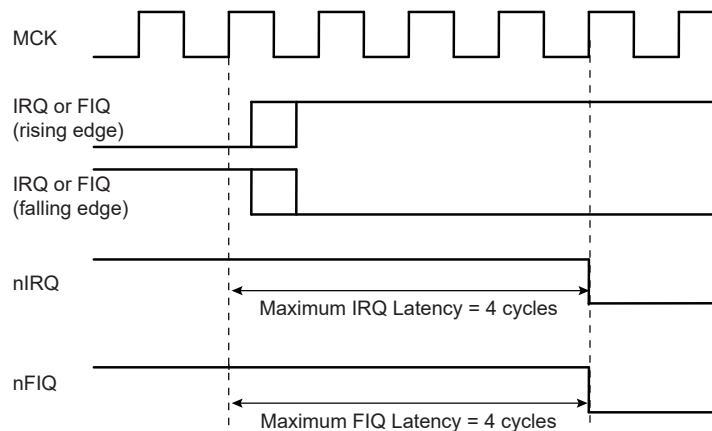 MCK
IRQ or FIQ
(rising edge)
IRQ or FIQ
(falling edge)
nIRQ
Maximum IRQ Latency = 4 cycles
nFIQ
Maximum FIQ Latency = 4 cycles